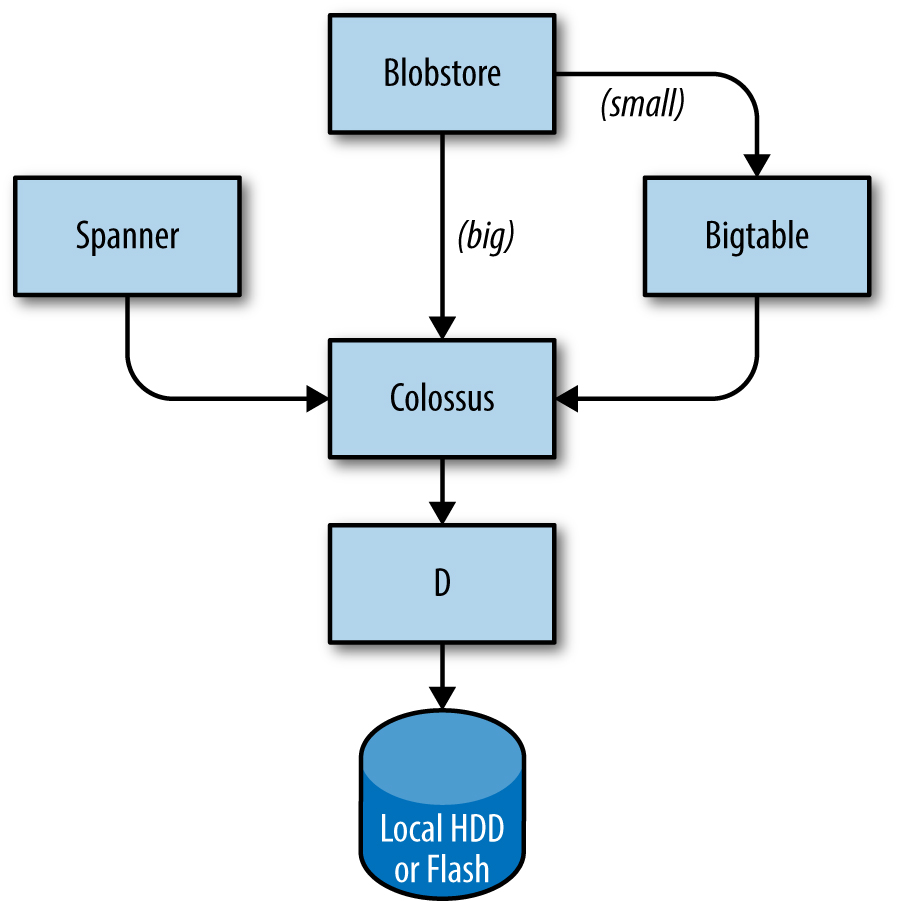 Blobstore
(small)
Spanner
(big)
Bigtable
Colossus
D
Local HDD
or Flash